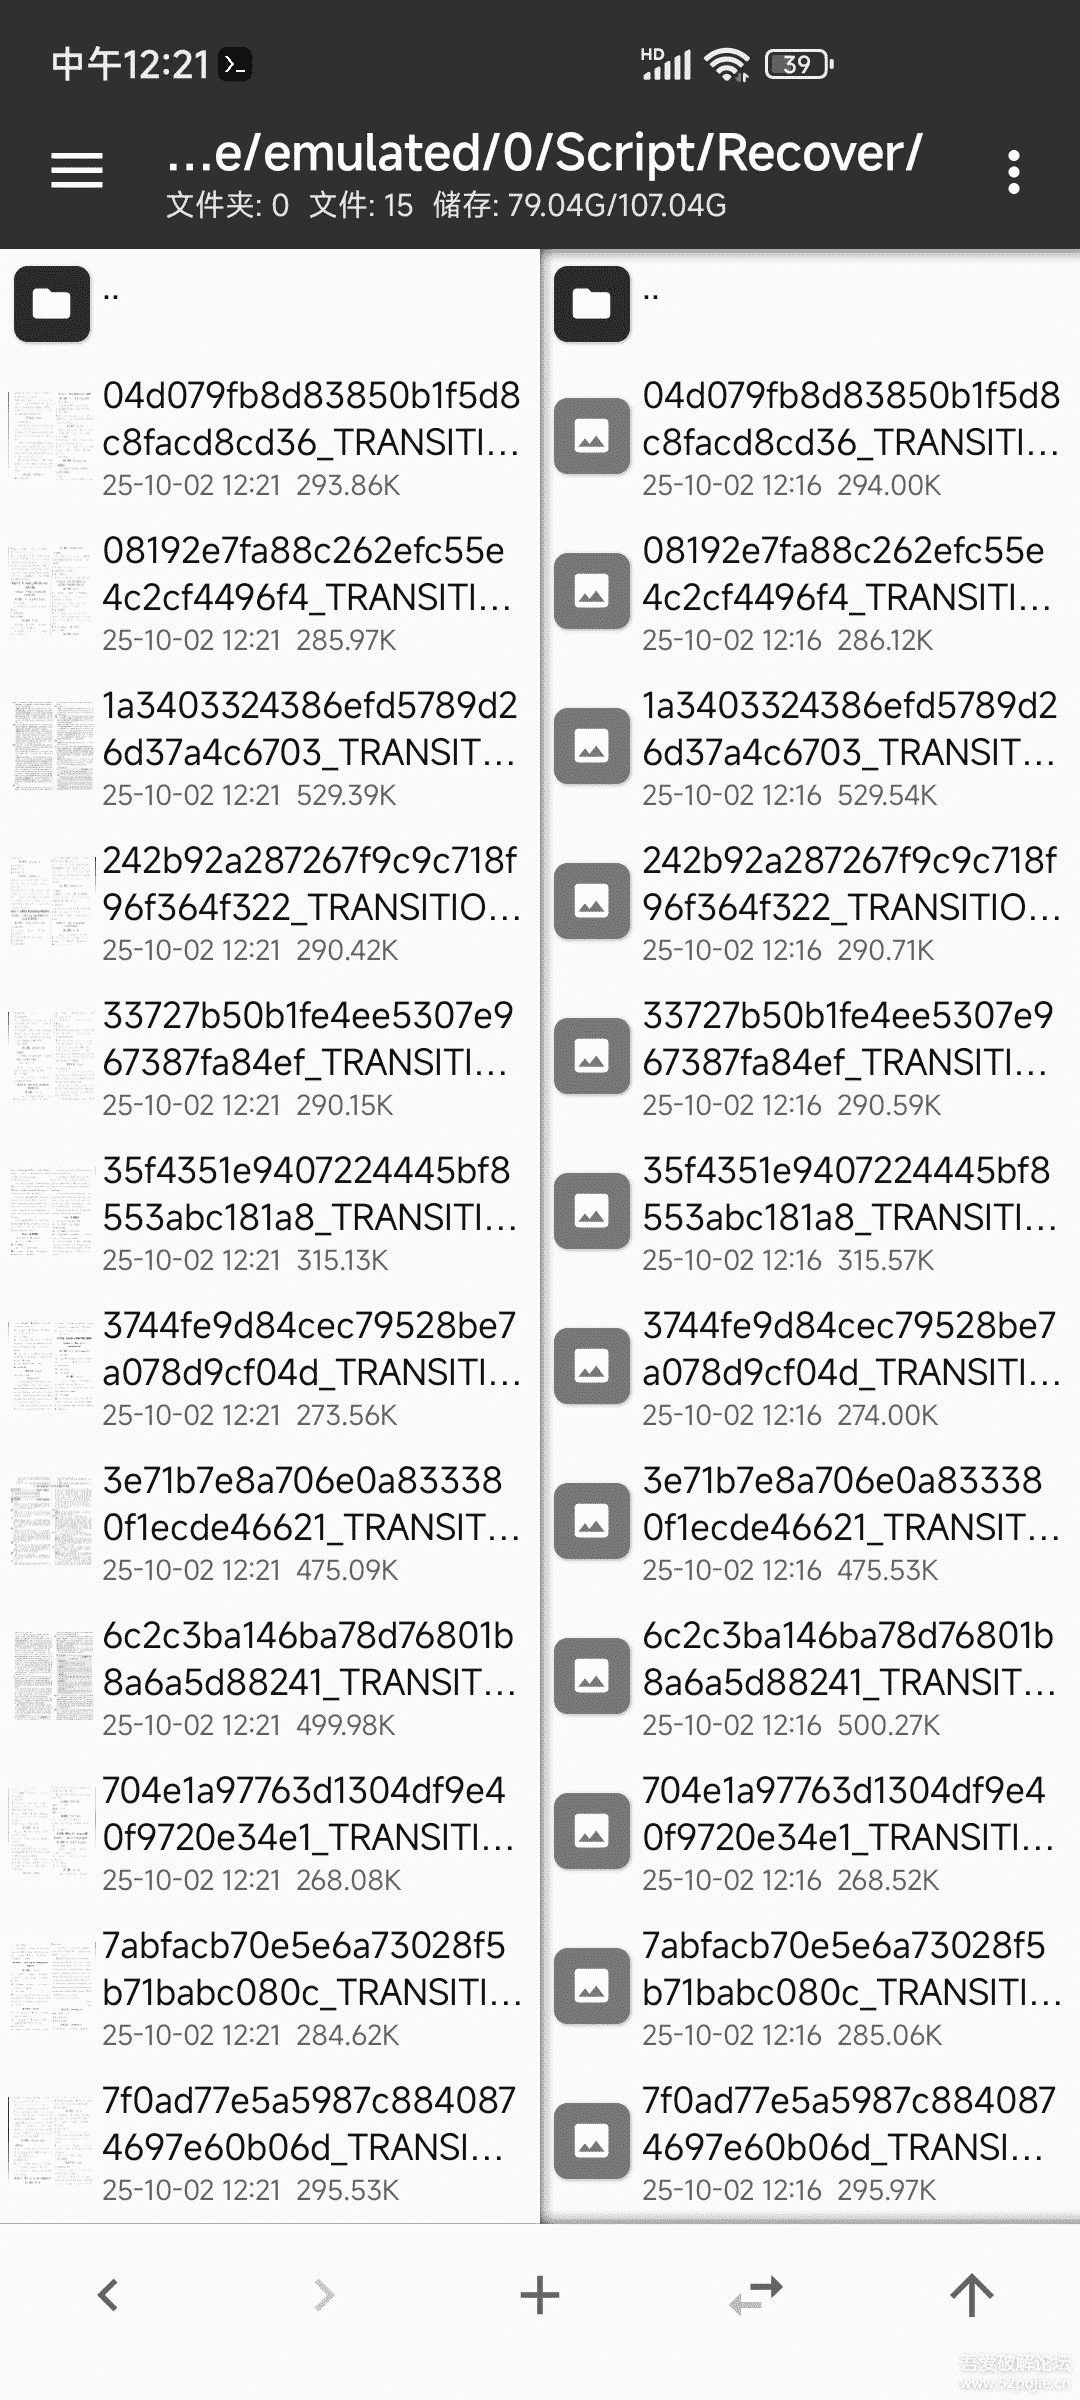 中午12:21
HD
39
...e/emulated/0/Script/Recover/
文件夹: 0 文件: 15 储存: 79.04G/107.04G
..
04d079fb8d83850b1f5d8
c8facd8cd36_TRANSITI...
25-10-02 12:21 293.86K
08192e7fa88c262efc55e
4c2cf4496f4_TRANSITI...
25-10-02 12:21 285.97K
1a3403324386efd5789d2
6d37a4c6703_TRANSIT...
25-10-02 12:21 529.39K
242b92a287267f9c9c718f
96f364f322_TRANSITIO...
25-10-02 12:21 290.42K
33727b50b1fe4ee5307e9
67387fa84ef_TRANSITI...
25-10-02 12:21 290.15K
35f4351e9407224445bf8
553abc181a8_TRANSITI...
25-10-02 12:21 315.13K
3744fe9d84cec79528be7
a078d9cf04d_TRANSITI...
25-10-02 12:21 273.56K
3e71b7e8a706e0a83338
0f1ecde46621_TRANSIT...
25-10-02 12:21 475.09K
6c2c3ba146ba78d76801b
8a6a5d88241_TRANSIT...
25-10-02 12:21 499.98K
704e1a97763d1304df9e4
0f9720e34e1_TRANSITI...
25-10-02 12:21 268.08K
7abfacb70e5e6a73028f5
b71babc080c_TRANSITI...
25-10-02 12:21 284.62K
7f0ad77e5a5987c884087
4697e60b06d_TRANSI...
25-10-02 12:21 295.53K
..
04d079fb8d83850b1f5d8
c8facd8cd36_TRANSITI...
25-10-02 12:16 294.00K
08192e7fa88c262efc55e
4c2cf4496f4_TRANSITI...
25-10-02 12:16 286.12K
1a3403324386efd5789d2
6d37a4c6703_TRANSIT...
25-10-02 12:16 529.54K
242b92a287267f9c9c718f
96f364f322_TRANSITIO...
25-10-02 12:16 290.71K
33727b50b1fe4ee5307e9
67387fa84ef_TRANSITI...
25-10-02 12:16 290.59K
35f4351e9407224445bf8
553abc181a8_TRANSITI...
25-10-02 12:16 315.57K
3744fe9d84cec79528be7
a078d9cf04d_TRANSITI...
25-10-02 12:16 274.00K
3e71b7e8a706e0a83338
0f1ecde46621_TRANSIT...
25-10-02 12:16 475.53K
6c2c3ba146ba78d76801b
8a6a5d88241_TRANSIT...
25-10-02 12:16 500.27K
704e1a97763d1304df9e4
0f9720e34e1_TRANSITI...
25-10-02 12:16 268.52K
7abfacb70e5e6a73028f5
b71babc080c_TRANSITI...
25-10-02 12:16 285.06K
7f0ad77e5a5987c884087
4697e60b06d_TRANSI...
25-10-02 12:16 295.97K
吾爱破解论坛
www.52pojie.cn